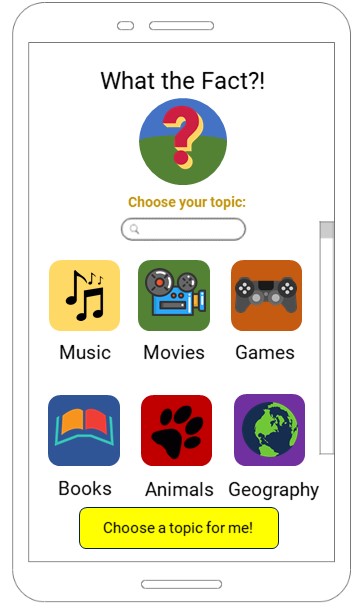 What the Fact?!
?
Choose your topic:
Music Movies Games
Books Animals Geography
Choose a topic for me!